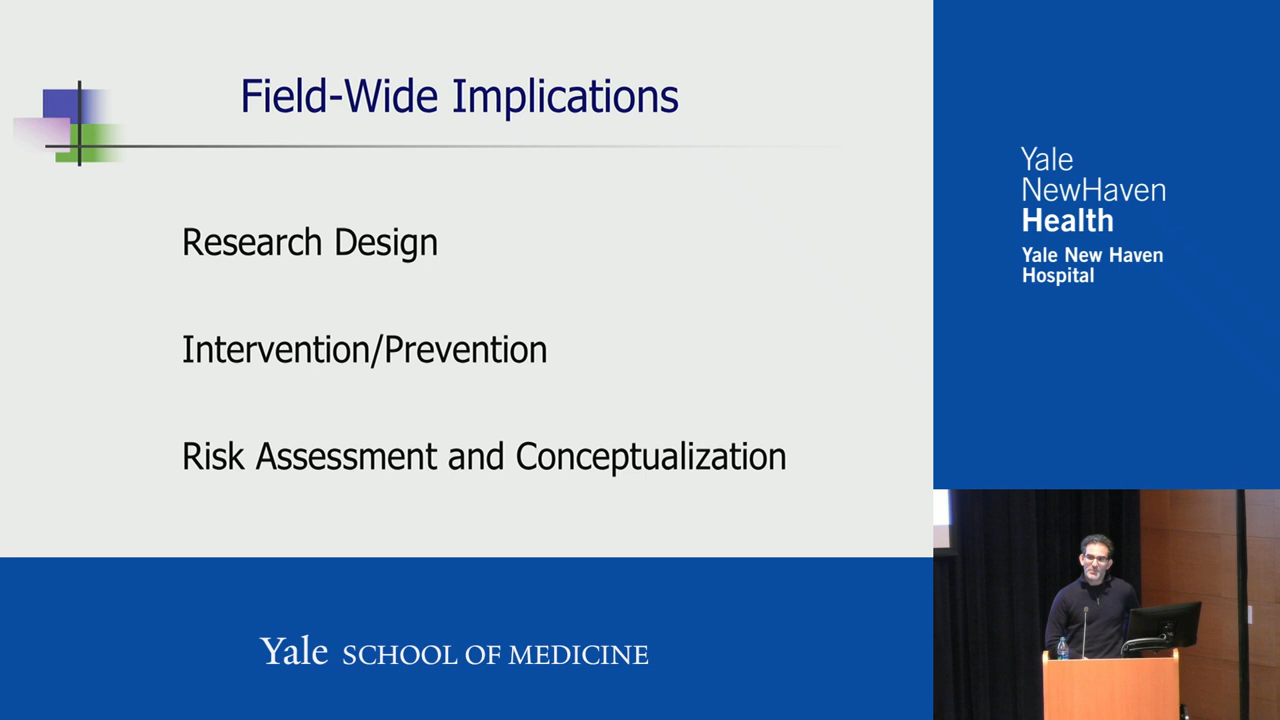 Field-Wide Implications
Research Design
Intervention/Prevention
Risk Assessment and Conceptualization
Yale
NewHaven
Health
Yale New Haven
Hospital
Yale SCHOOL OF MEDICINE